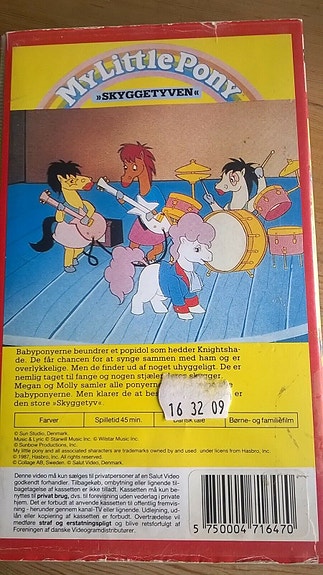 My Little Pony
»SKYGGETYVEN«
Babyponyerne beundrer et popidol som hedder Knightsha-
de. De får chancen for at synge sammen med ham og er
overlykkelige. Men de finder ud af noget uhyggeligt. De er
nemlig taget til fange og nogen stjæler deres skygger.
Megan og Molly samler alle ponyerne
babyponyerne. Men klarer de at bes
den store »Skyggetyv«.
16 32 09
Farver
Spilletid 45 min.
Dansk tale
Børne- og familiefilm
© Sun Studio, Denmark.
Music & Lyric © Starwill Music Inc. © Wilstar Music Inc.
© Sunbow Productions, Inc.
My little pony and all associated characters are trademarks owned by and used under licens from Hasbro, Inc.
© 1987, Hasbro, Inc. All rights reserved.
© Collage AB, Sweden. © Salut Video, Denmark.
Denne video må kun sælges til privatpersoner af en Salut Video
godkendt forhandler. Tilbagekøb, ombytning eller lignende til-
bagetagelse af kassetten er ikke tilladt. Kassetten må kun be-
nyttes til privat brug, dvs. til forevisning uden vederlag i privat
hjem. Det er forbudt at anvende kassetten til offentlig fremvis-
ning - herunder gennem kanal-TV eller lignende. Udlejning, ud-
lån eller kopiering af kassetten er forbudt. Overtrædelse vil
medføre straf og erstatningspligt og blive retsforfulgt af
Foreningen af danske Videogramdistributører.
5 750004 716470